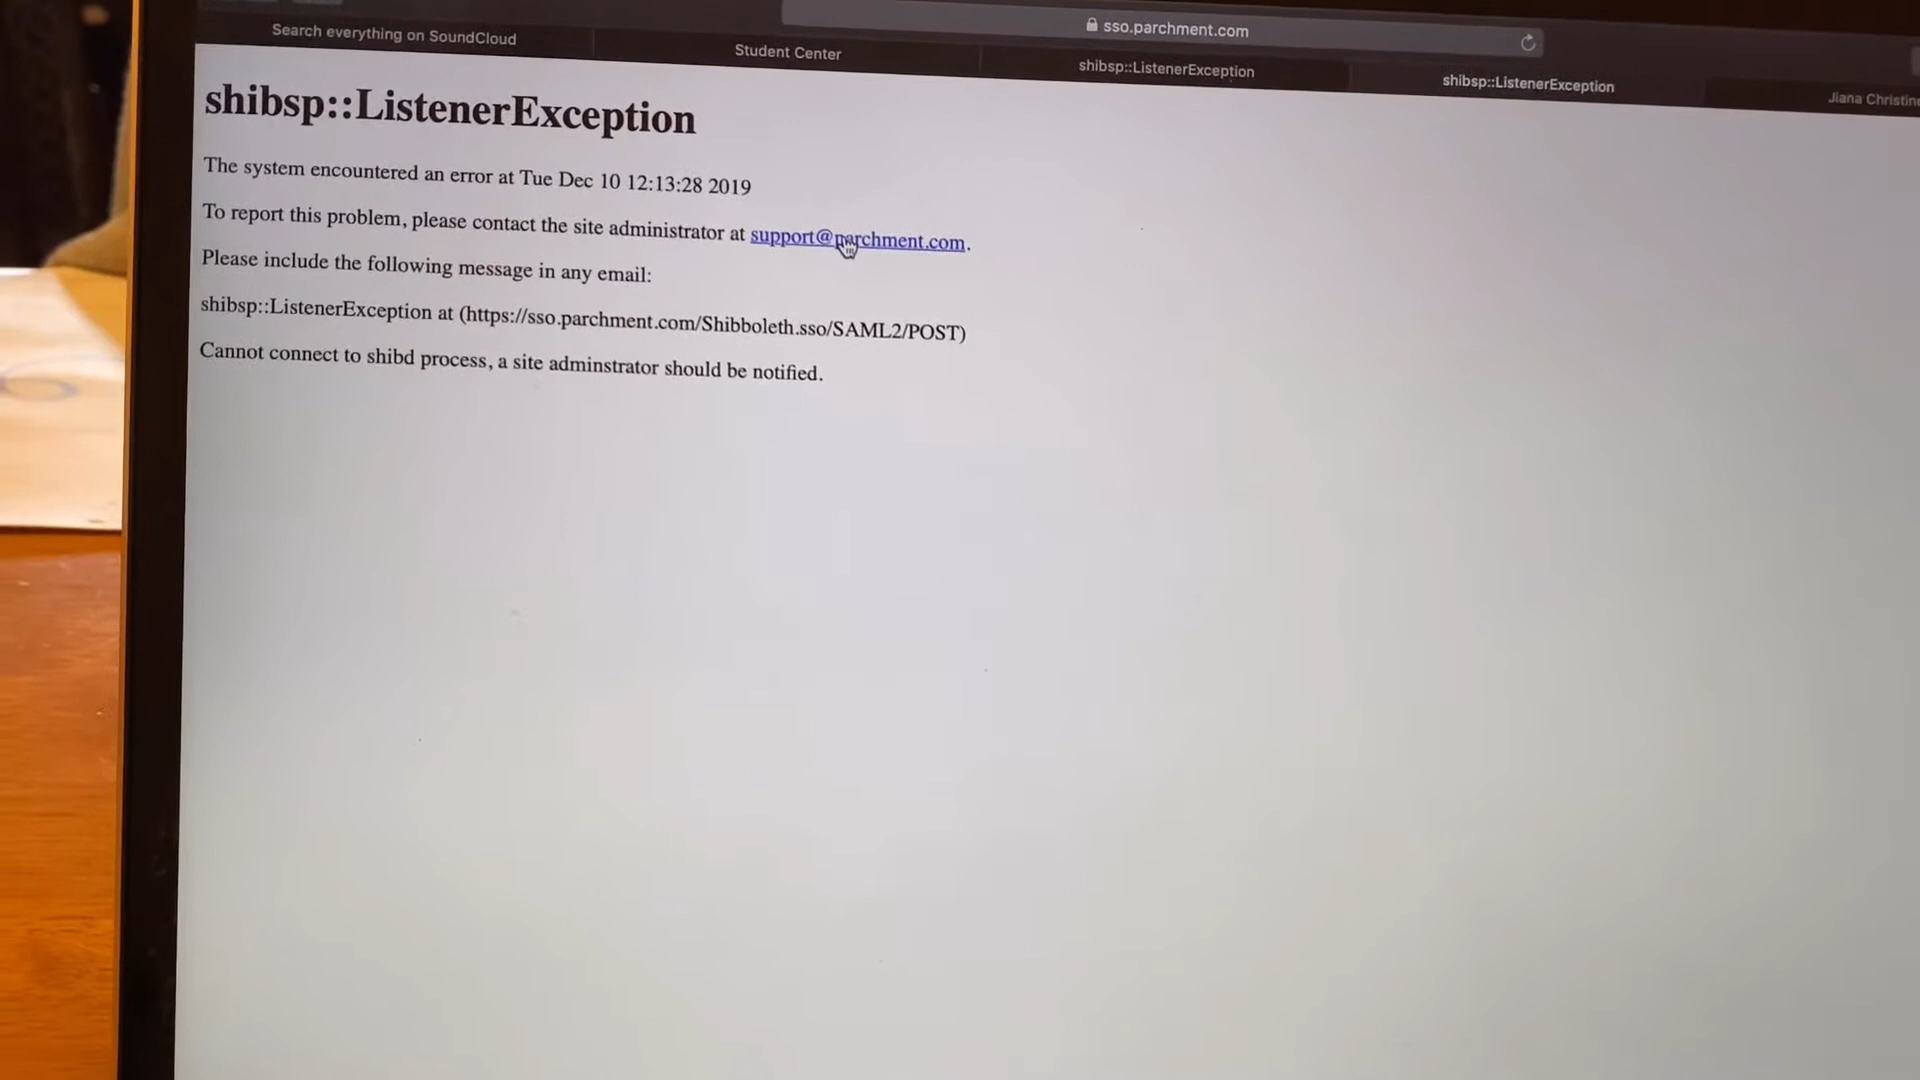 sso.parchment.com
Search everything on SoundCloud
Student Center
shibsp::ListenerException
shibsp::ListenerException
Jiana Christine
shibsp::ListenerException
The system encountered an error at Tue Dec 10 12:13:28 2019
To report this problem, please contact the site administrator at support@parchment.com.
Please include the following message in any email:
shibsp::ListenerException at (https://sso.parchment.com/Shibboleth.sso/SAML2/POST)
Cannot connect to shibd process, a site adminstrator should be notified.